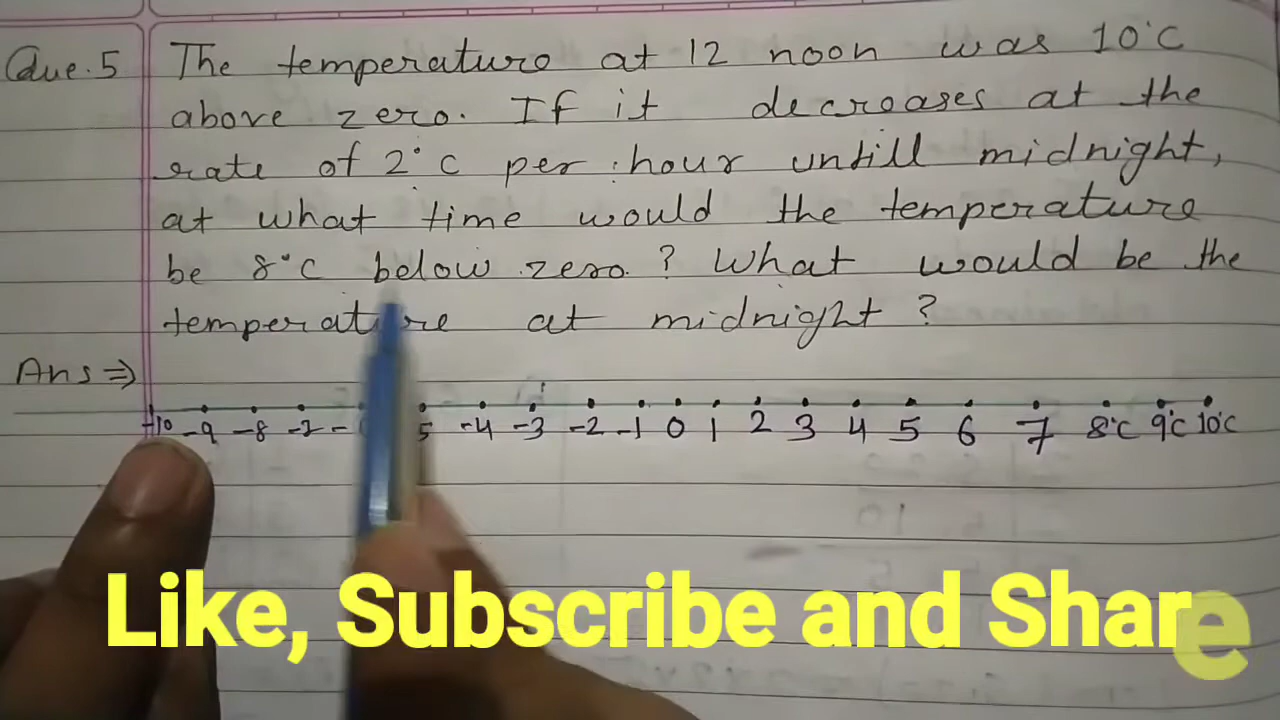 Que.5 The temperature at 12 noon was 10°C
above zero. If it decreases at the
rate of 2°C per hour untill midnight,
at what time would the temperature
be 8°C below zero? What would be the
temperature at midnight?
Ans ⇒
-10 -9 -8 -7 - 5 -4 -3 -2 -1 0 1 2 3 4 5 6 7 8°C 9°C 10°C
Like, Subscribe and Share